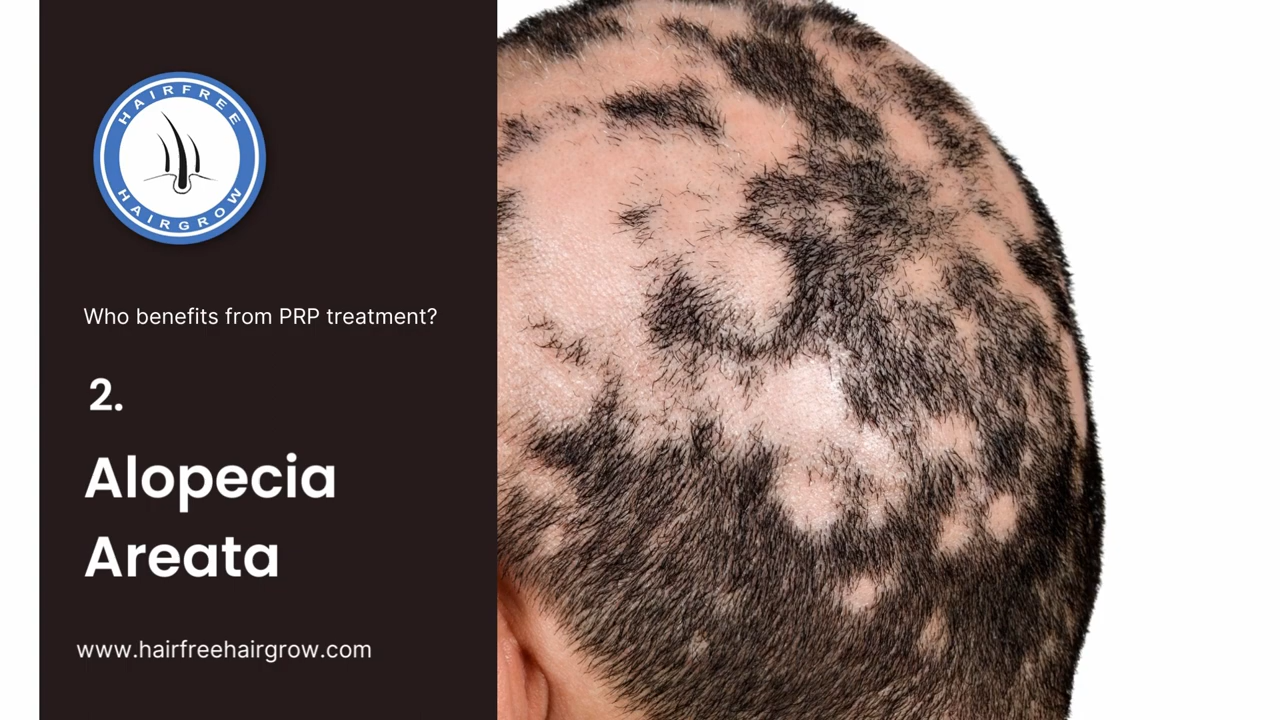 HAIRFREE
HAIRGROW
Who benefits from PRP treatment?
2.
Alopecia
Areata
www.hairfreehairgrow.com